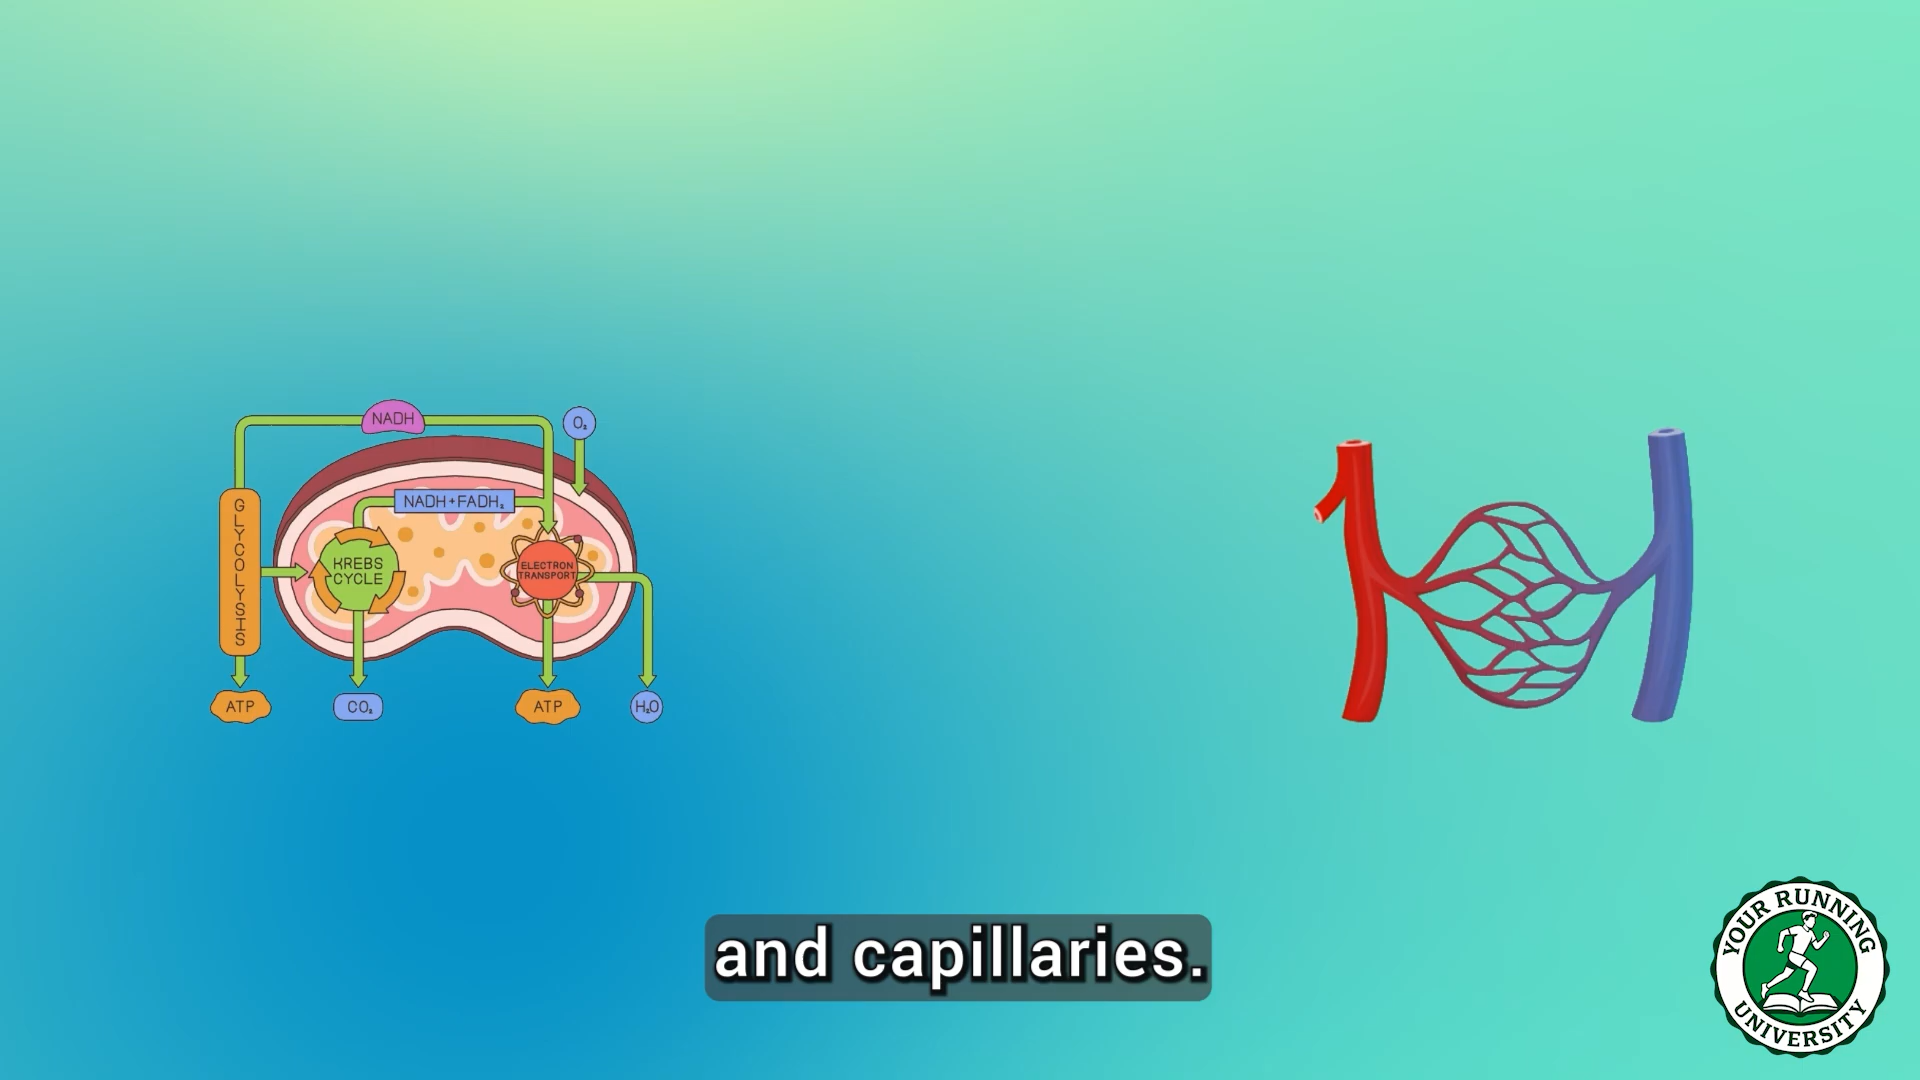 NADH
O₂
NADH+FADH₂
GLYCOLYSIS
KREBS
CYCLE
ELECTRON
TRANSPORT
ATP
CO₂
ATP
H₂O
and capillaries.
YOUR RUNNING
UNIVERSITY